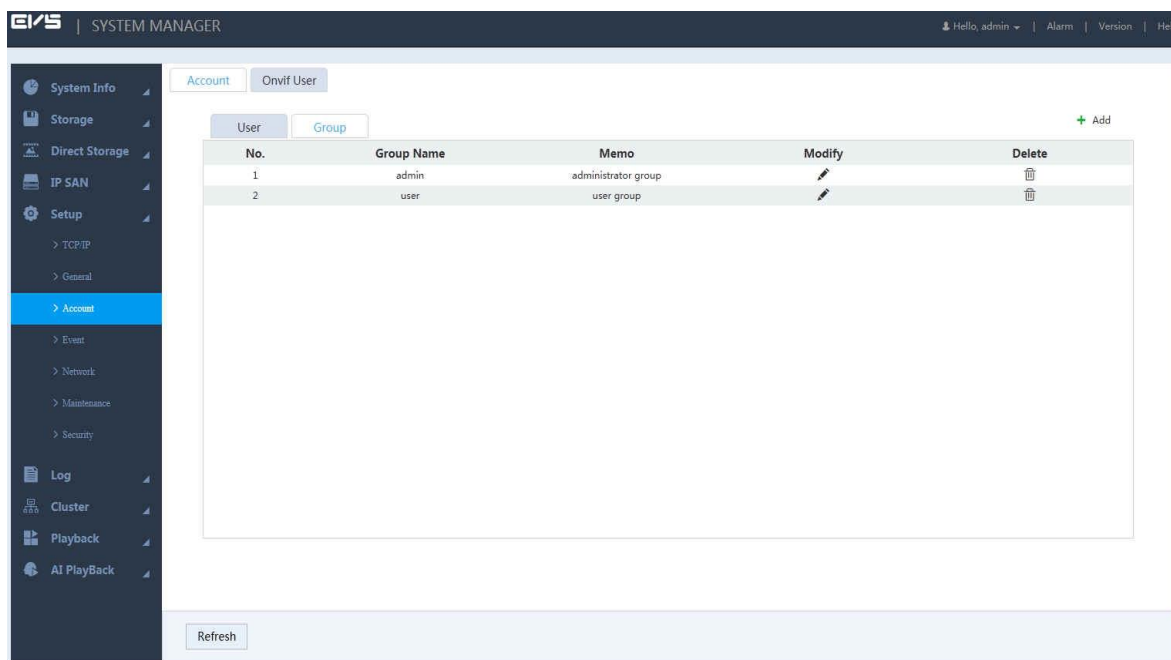 EVS | SYSTEM MANAGER
Hello, admin | Alarm | Version |
System Info
Storage
Direct Storage
IP SAN
Setup
> TCP/IP
> General
> Account
> Event
> Network
> Maintenance
> Security
Log
Cluster
Playback
AI PlayBack
Account Onvif User
User Group
+ Add
No. Group Name Memo Modify Delete
1 admin administrator group
2 user user group
Refresh